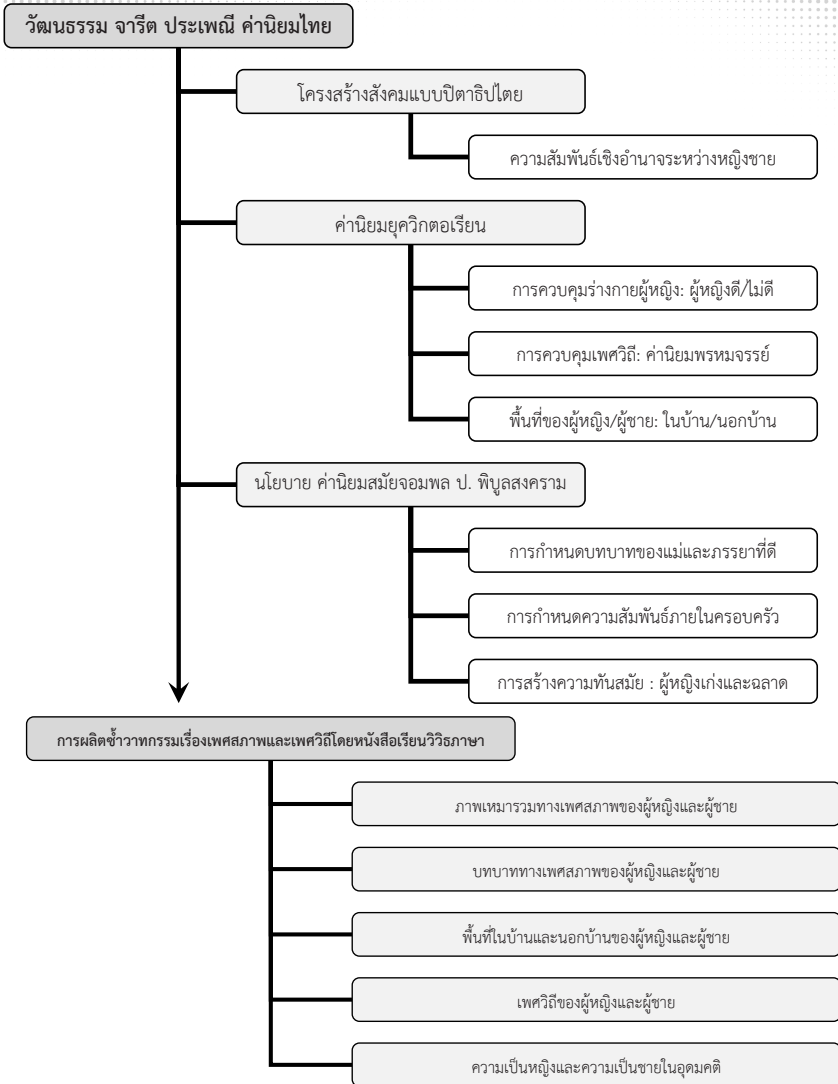 วัฒนธรรม จารีต ประเพณี ค่านิยมไทย
โครงสร้างสังคมแบบปิตาธิปไตย
ความสัมพันธ์เชิงอำนาจระหว่างหญิงชาย
ค่านิยมยุควิกตอเรียน
การควบคุมร่างกายผู้หญิง: ผู้หญิงดี/ไม่ดี
การควบคุมเพศวิถี: ค่านิยมพรหมจรรย์
พื้นที่ของผู้หญิง/ผู้ชาย: ในบ้าน/นอกบ้าน
นโยบาย ค่านิยมสมัยจอมพล ป. พิบูลสงคราม
การกำหนดบทบาทของแม่และภรรยาที่ดี
การกำหนดความสัมพันธ์ภายในครอบครัว
การสร้างความทันสมัย : ผู้หญิงเก่งและฉลาด
การผลิตซ้ำวาทกรรมเรื่องเพศสภาพและเพศวิถีโดยหนังสือเรียนวิวิธภาษา
ภาพเหมารวมทางเพศสภาพของผู้หญิงและผู้ชาย
บทบาททางเพศสภาพของผู้หญิงและผู้ชาย
พื้นที่ในบ้านและนอกบ้านของผู้หญิงและผู้ชาย
เพศวิถีของผู้หญิงและผู้ชาย
ความเป็นหญิงและความเป็นชายในอุดมคติ